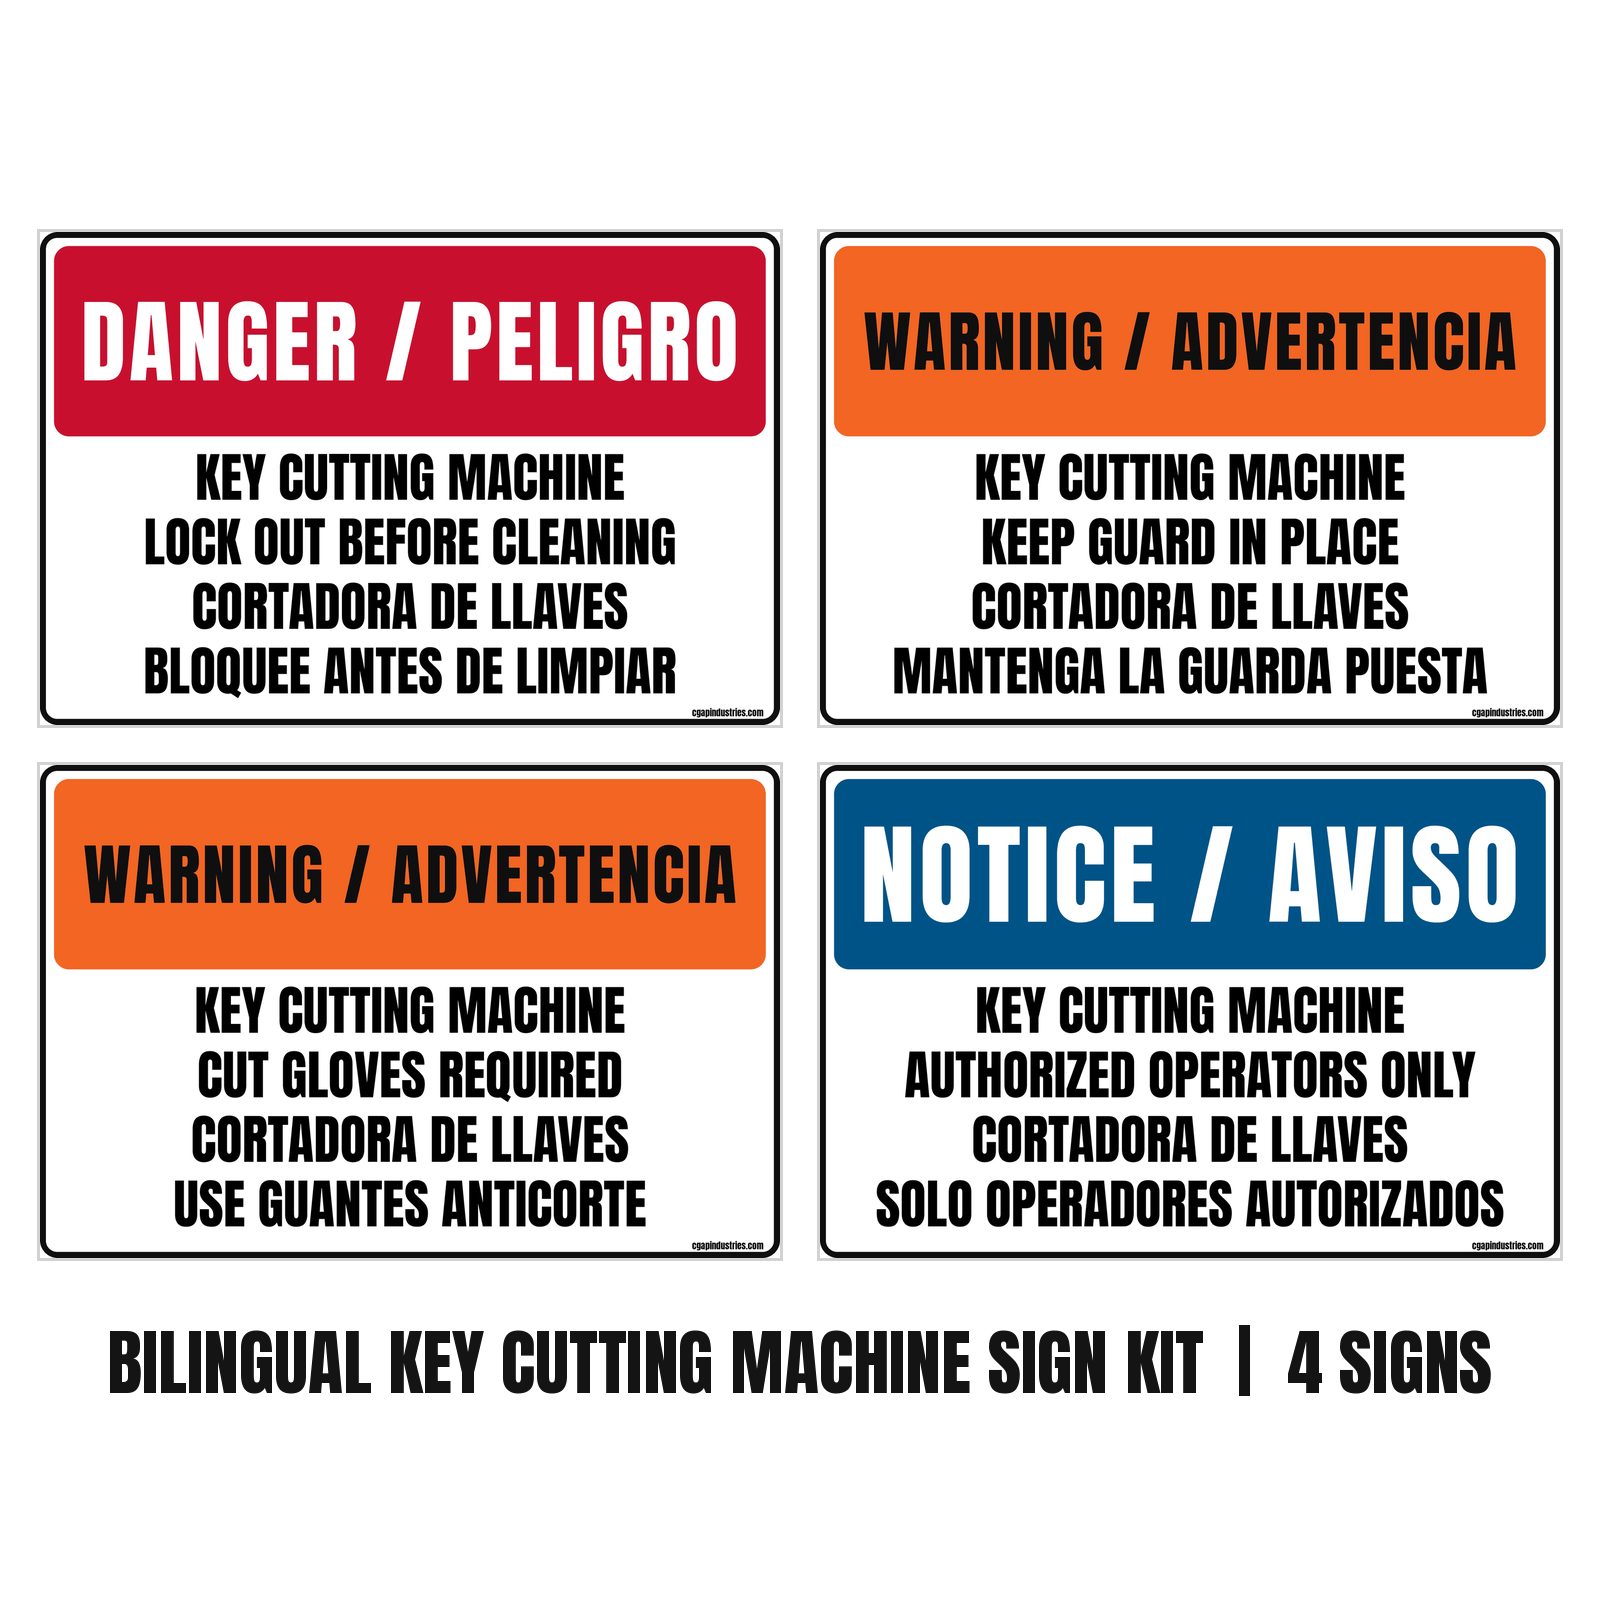 DANGER / PELIGRO
KEY CUTTING MACHINE
LOCK OUT BEFORE CLEANING
CORTADORA DE LLAVES
BLOQUEE ANTES DE LIMPIAR
cgapindustries.com
WARNING / ADVERTENCIA
KEY CUTTING MACHINE
KEEP GUARD IN PLACE
CORTADORA DE LLAVES
MANTENGA LA GUARDA PUESTA
cgapindustries.com
WARNING / ADVERTENCIA
KEY CUTTING MACHINE
CUT GLOVES REQUIRED
CORTADORA DE LLAVES
USE GUANTES ANTICORTE
cgapindustries.com
NOTICE / AVISO
KEY CUTTING MACHINE
AUTHORIZED OPERATORS ONLY
CORTADORA DE LLAVES
SOLO OPERADORES AUTORIZADOS
cgapindustries.com
BILINGUAL KEY CUTTING MACHINE SIGN KIT | 4 SIGNS